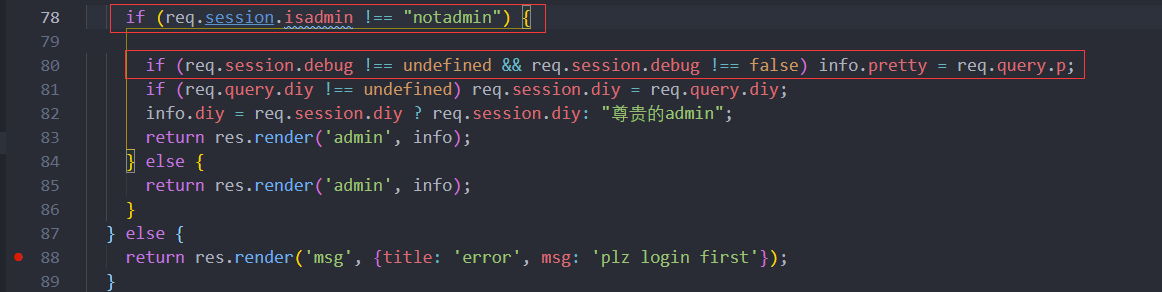 78 if (req.session.isadmin !== "notadmin") {
79
80 if (req.session.debug !== undefined && req.session.debug !== false) info.pretty = req.query.p;
81 if (req.query.diy !== undefined) req.session.diy = req.query.diy;
82 info.diy = req.session.diy ? req.session.diy: "尊贵的admin";
83 return res.render('admin', info);
84 } else {
85 return res.render('admin', info);
86 }
87 } else {
88 return res.render('msg', {title: 'error', msg: 'plz login first'});
89 }